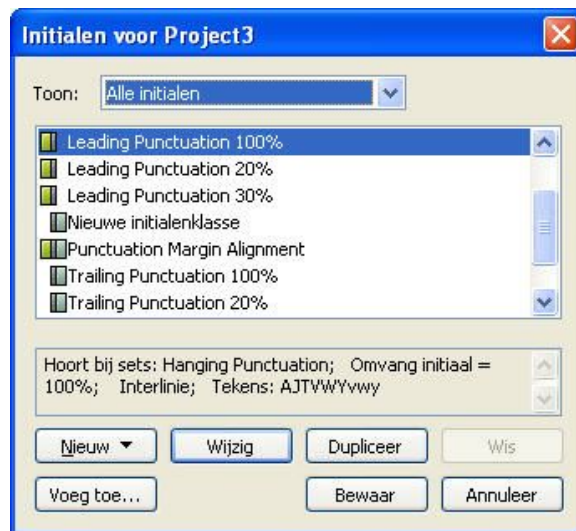 Initialen voor Project3
Toon: Alle initialen
Leading Punctuation 100%
Leading Punctuation 20%
Leading Punctuation 30%
Nieuwe initialenklasse
Punctuation Margin Alignment
Trailing Punctuation 100%
Trailing Punctuation 20%
Hoort bij sets: Hanging Punctuation; Omvang initiaal =
100%; Interlinie; Tekens: AJTVWYvwy
Nieuw Wijzig Dupliceer Wis
Voeg toe... Bewaar Annuleer